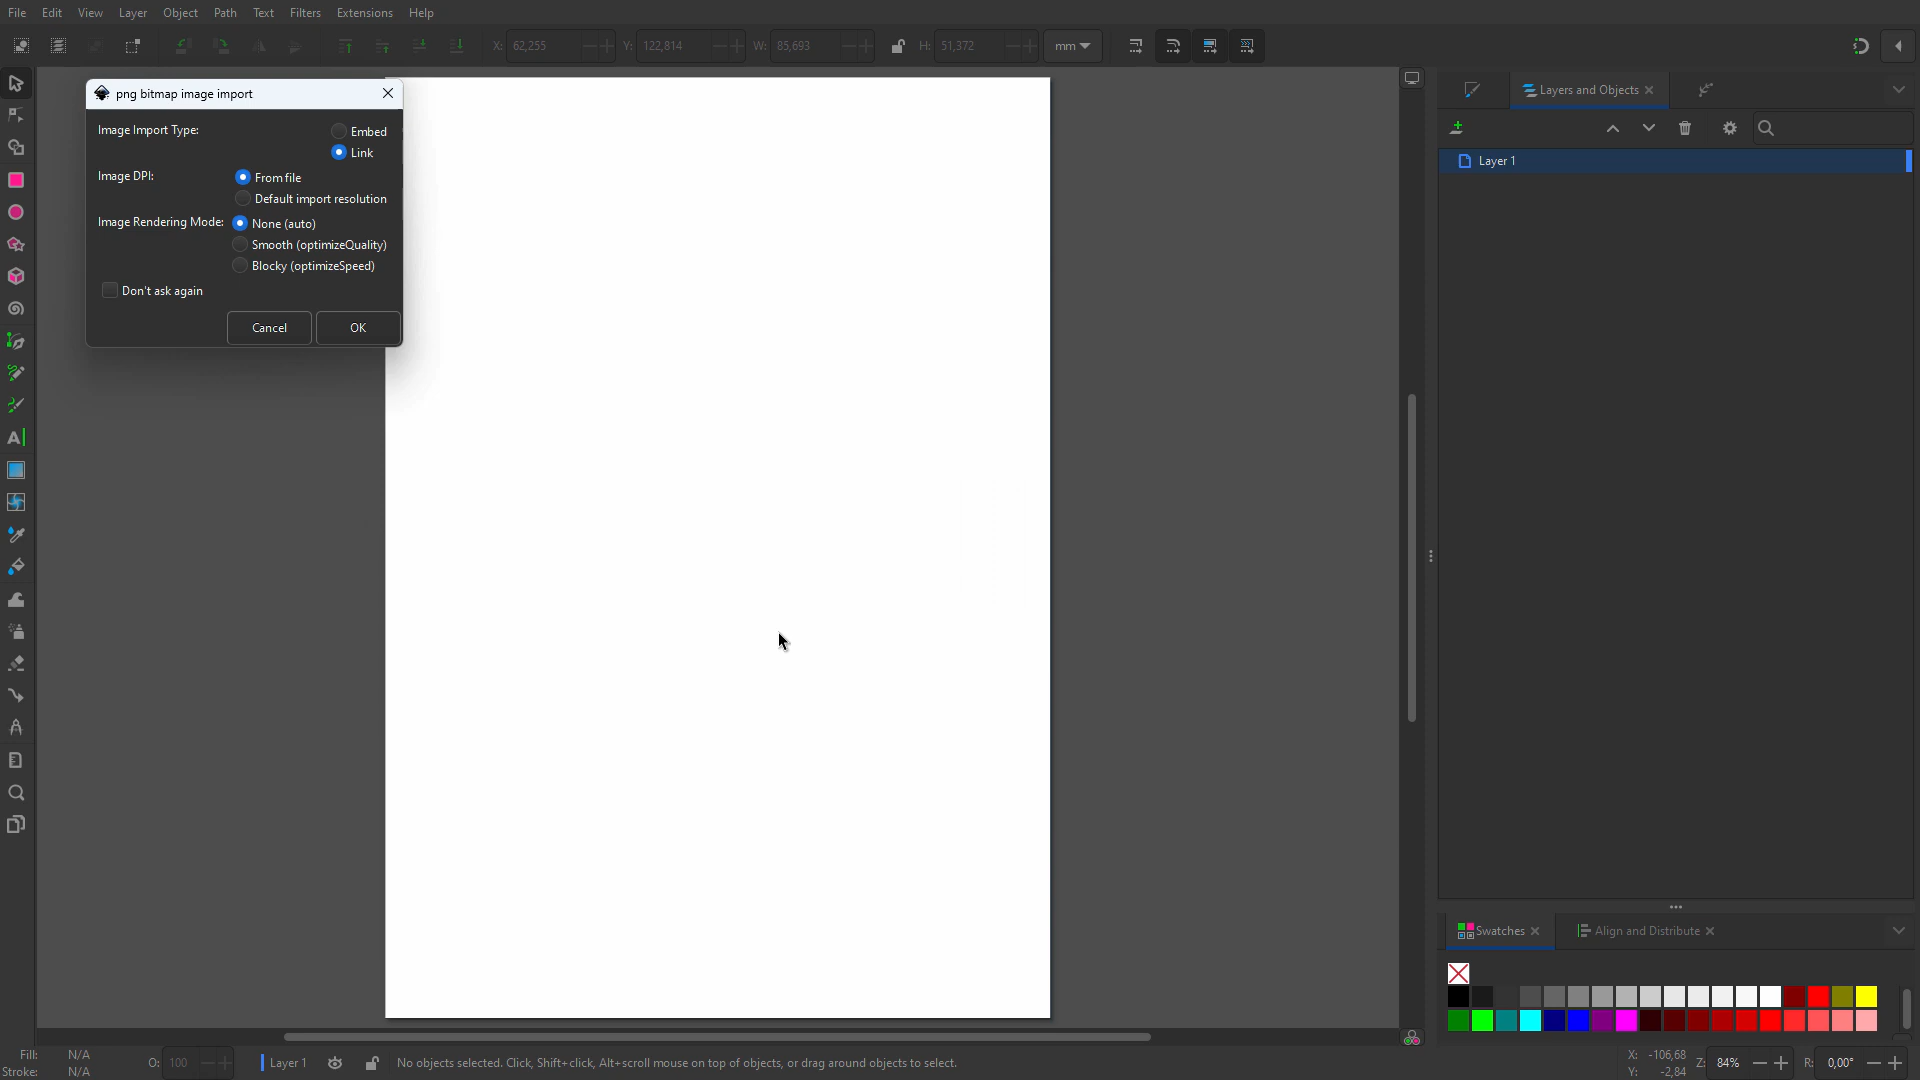 File Edit View Layer Object Path Text Filters Extensions Help
X: 62,255 Y: 122,814 W: 85,693 H: 51,372 mm
png bitmap image import
Image Import Type: Embed
Link
Image DPI: From file
Default import resolution
Image Rendering Mode: None (auto)
Smooth (optimizeQuality)
Blocky (optimizeSpeed)
Don't ask again
Cancel OK
Layers and Objects
Layer 1
Swatches Align and Distribute
Fill: N/A O: 100 Layer 1 No objects selected. Click, Shift+click, Alt+scroll mouse on top of objects, or drag around objects to select. X: -106,68 Z: 84% R: 0,00°
Stroke: N/A Y: -2,84